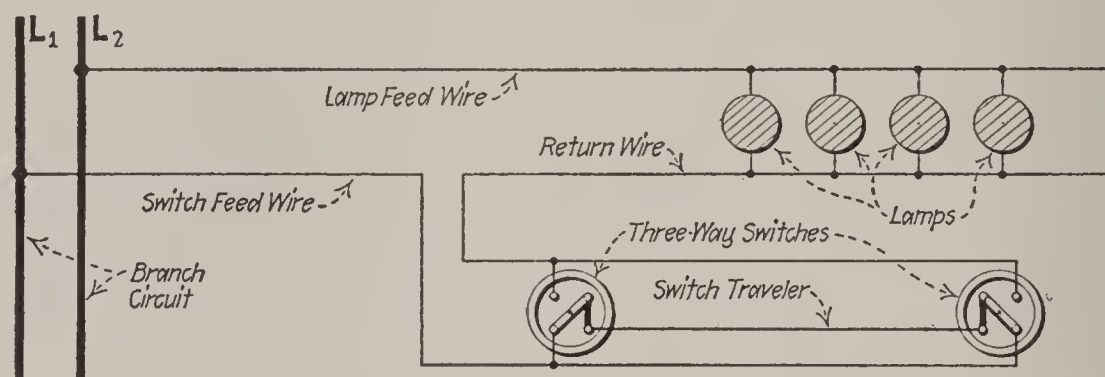 L1 L2
Lamp Feed Wire
Return Wire
Switch Feed Wire
Lamps
Three-Way Switches
Branch
Circuit
Switch Traveler